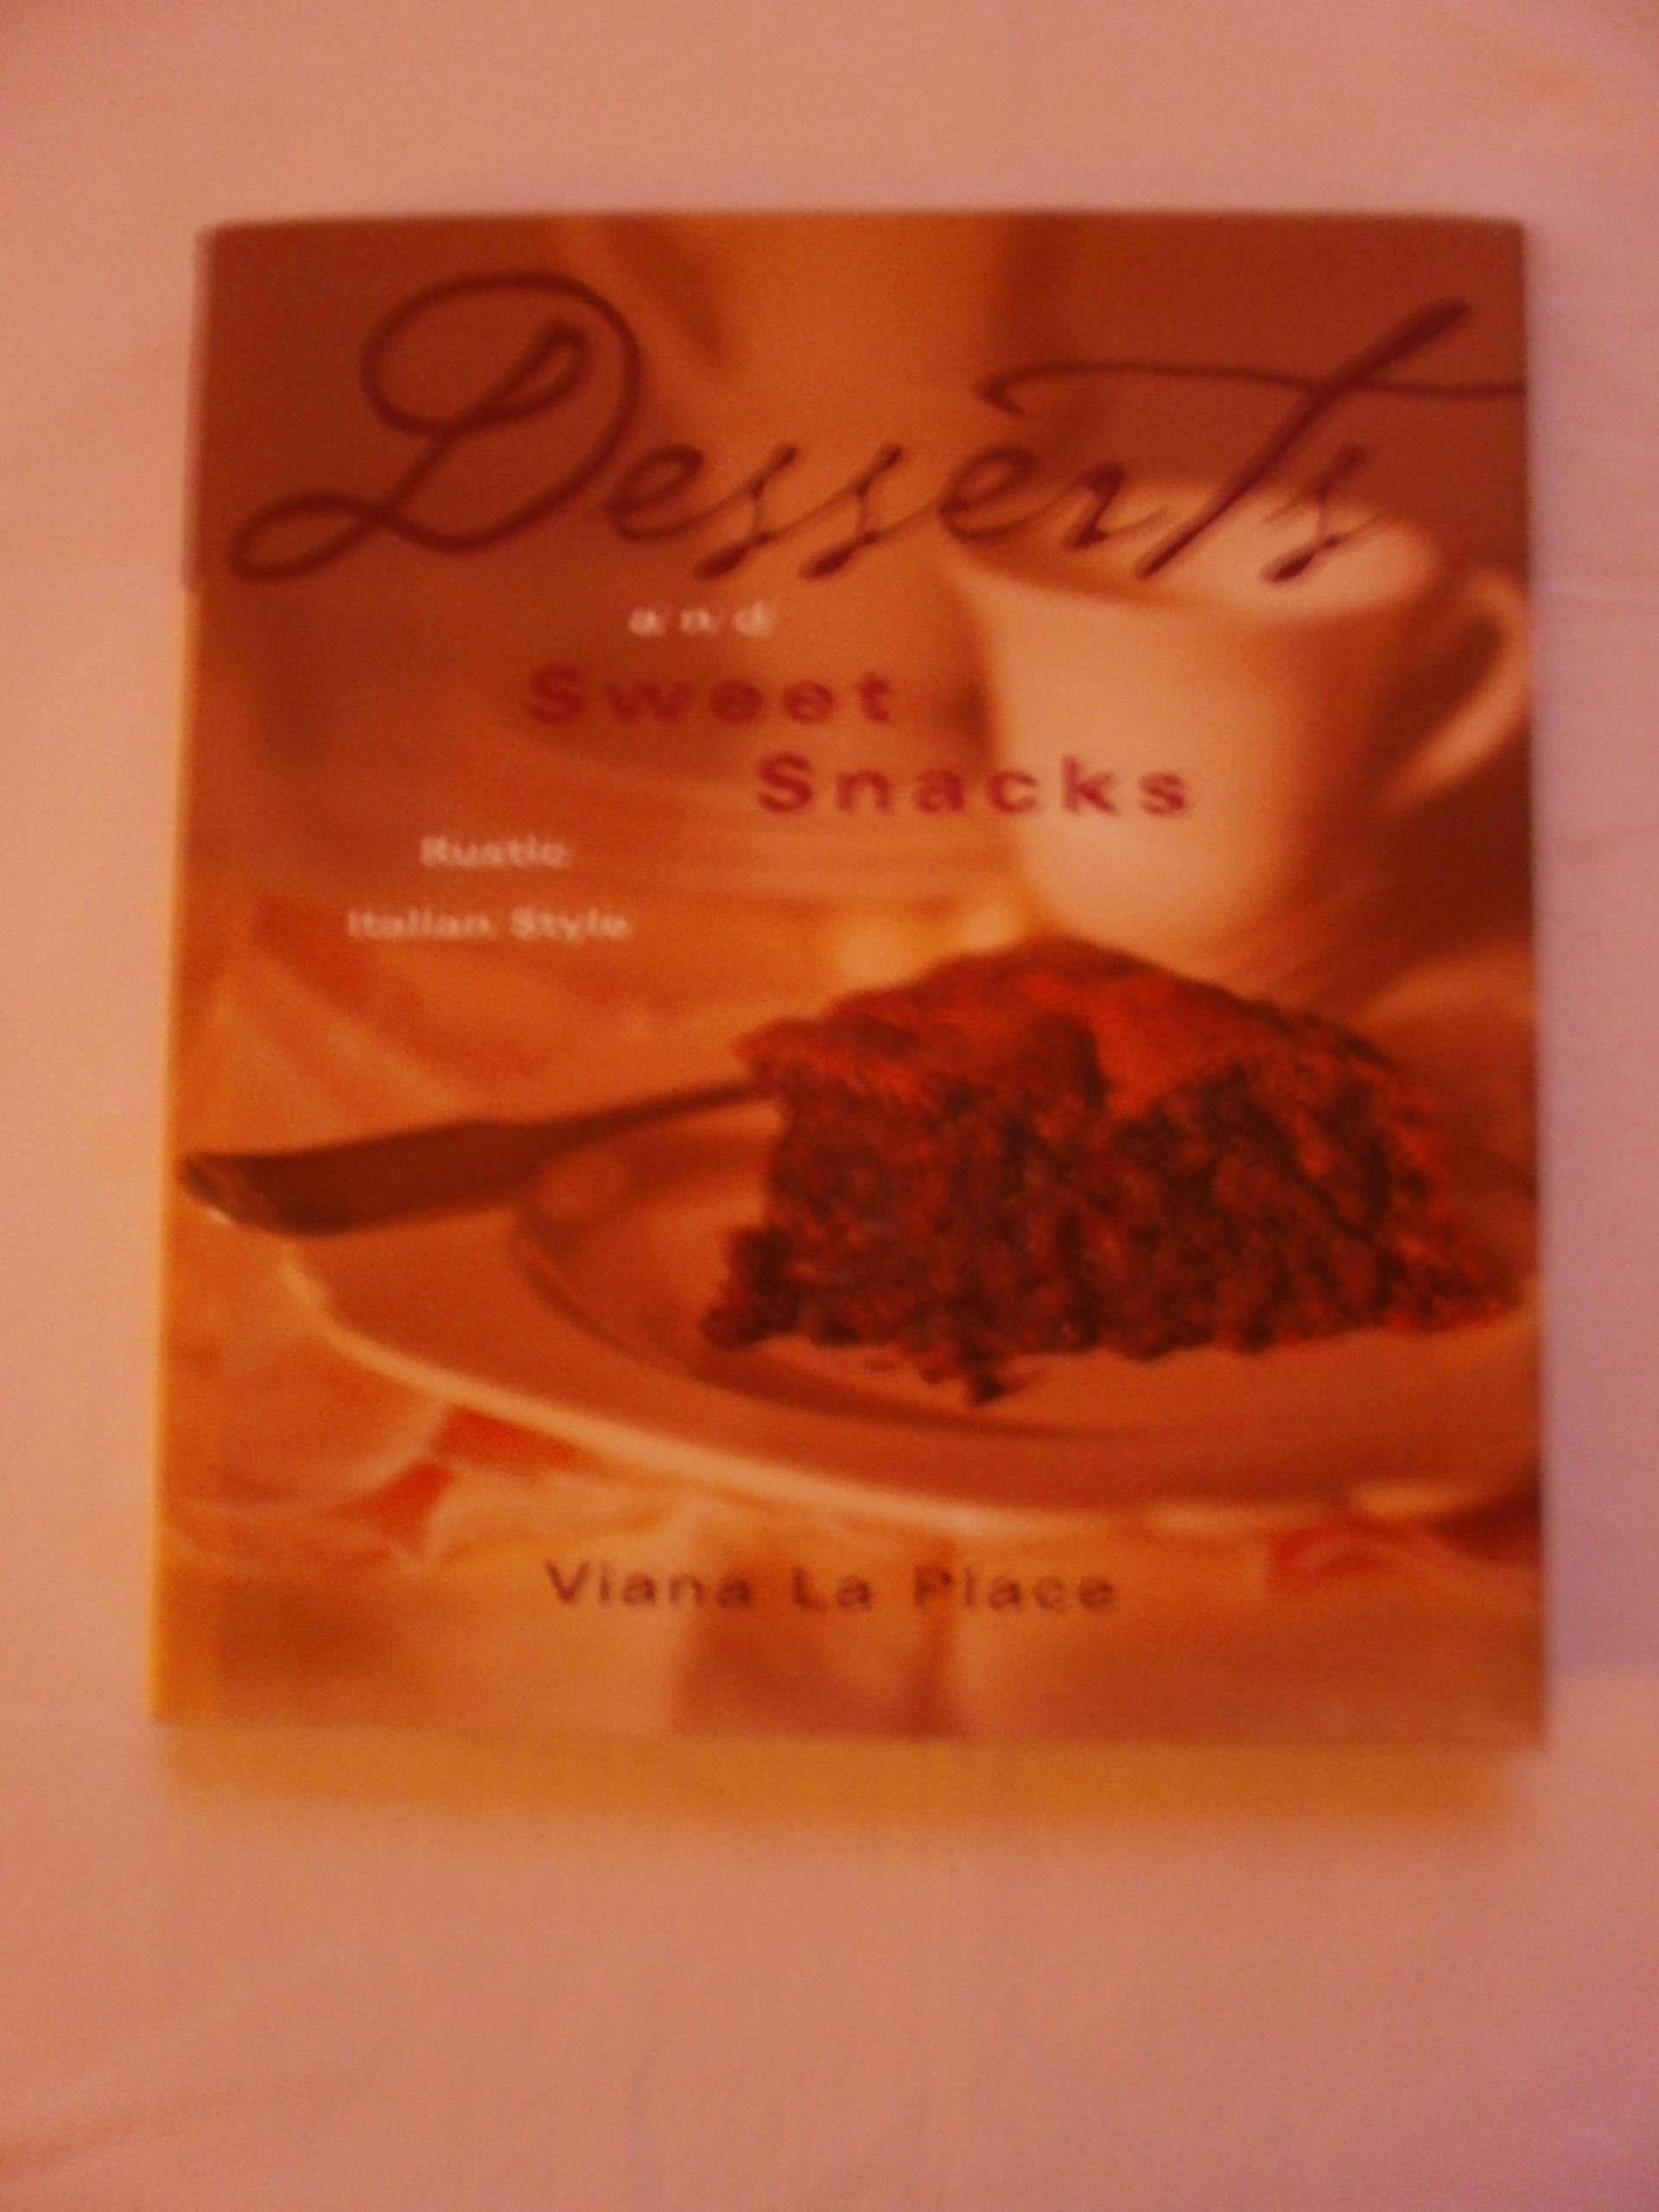 Desserts
and
Sweet
Snacks
Rustic
Italian Style
Viana La Place